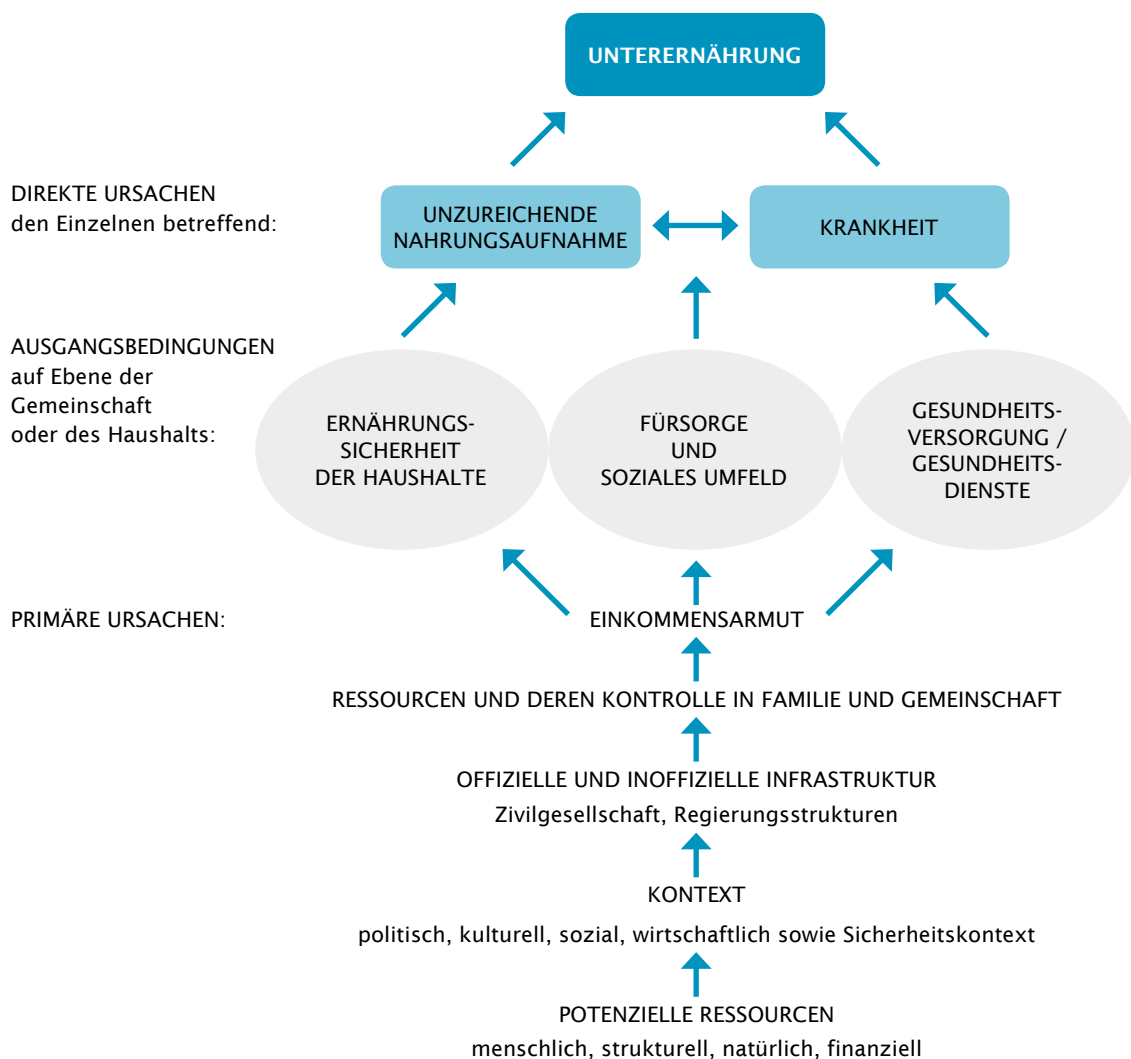 UNTERERNÄHRUNG
DIREKTE URSACHEN
den Einzelnen betreffend:
UNZUREICHENDE
NAHRUNGSAUFNAHME
KRANKHEIT
AUSGANGSBEDINGUNGEN
auf Ebene der
Gemeinschaft
oder des Haushalts:
ERNÄHRUNGS-
SICHERHEIT
DER HAUSHALTE
FÜRSORGE
UND
SOZIALES UMFELD
GESUNDHEITS-
VERSORGUNG /
GESUNDHEITS-
DIENSTE
PRIMÄRE URSACHEN:
EINKOMMENSARMUT
RESSOURCEN UND DEREN KONTROLLE IN FAMILIE UND GEMEINSCHAFT
OFFIZIELLE UND INOFFIZIELLE INFRASTRUKTUR
Zivilgesellschaft, Regierungsstrukturen
KONTEXT
politisch, kulturell, sozial, wirtschaftlich sowie Sicherheitskontext
POTENZIELLE RESSOURCEN
menschlich, strukturell, natürlich, finanziell